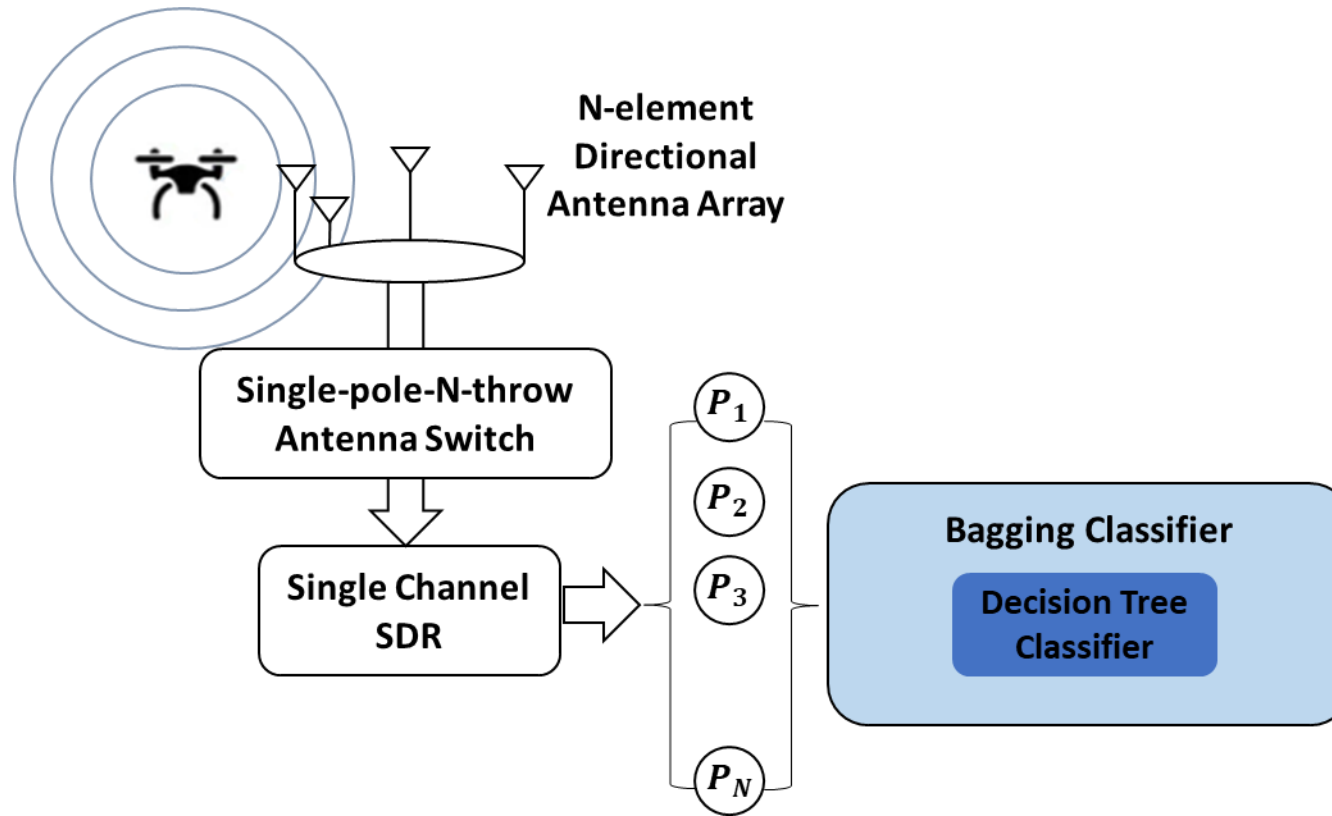 N-element
Directional
Antenna Array
Single-pole-N-throw
Antenna Switch
Single Channel
SDR
P₁
P₂
P₃
P_N
Bagging Classifier
Decision Tree
Classifier